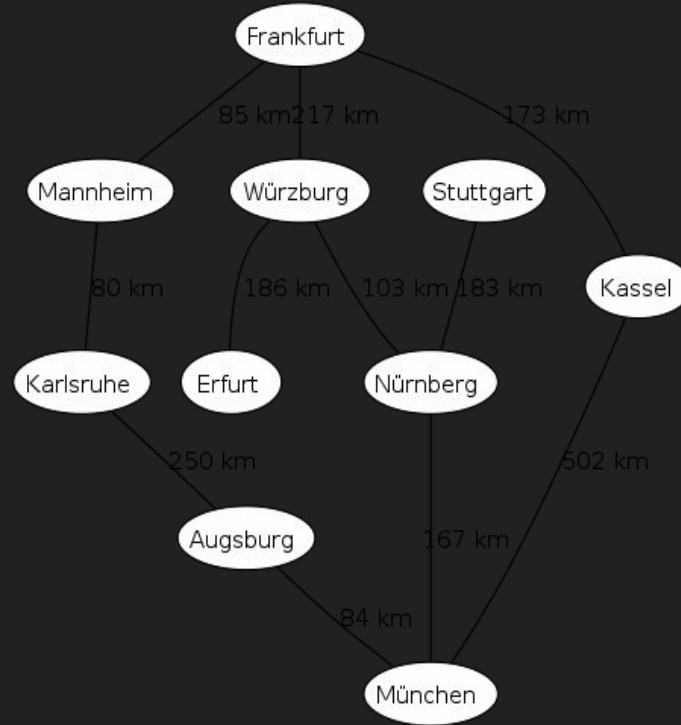 Frankfurt
85 km
217 km
173 km
Mannheim
Würzburg
Stuttgart
Kassel
80 km
186 km
103 km
183 km
Karlsruhe
Erfurt
Nürnberg
250 km
502 km
Augsburg
167 km
84 km
München